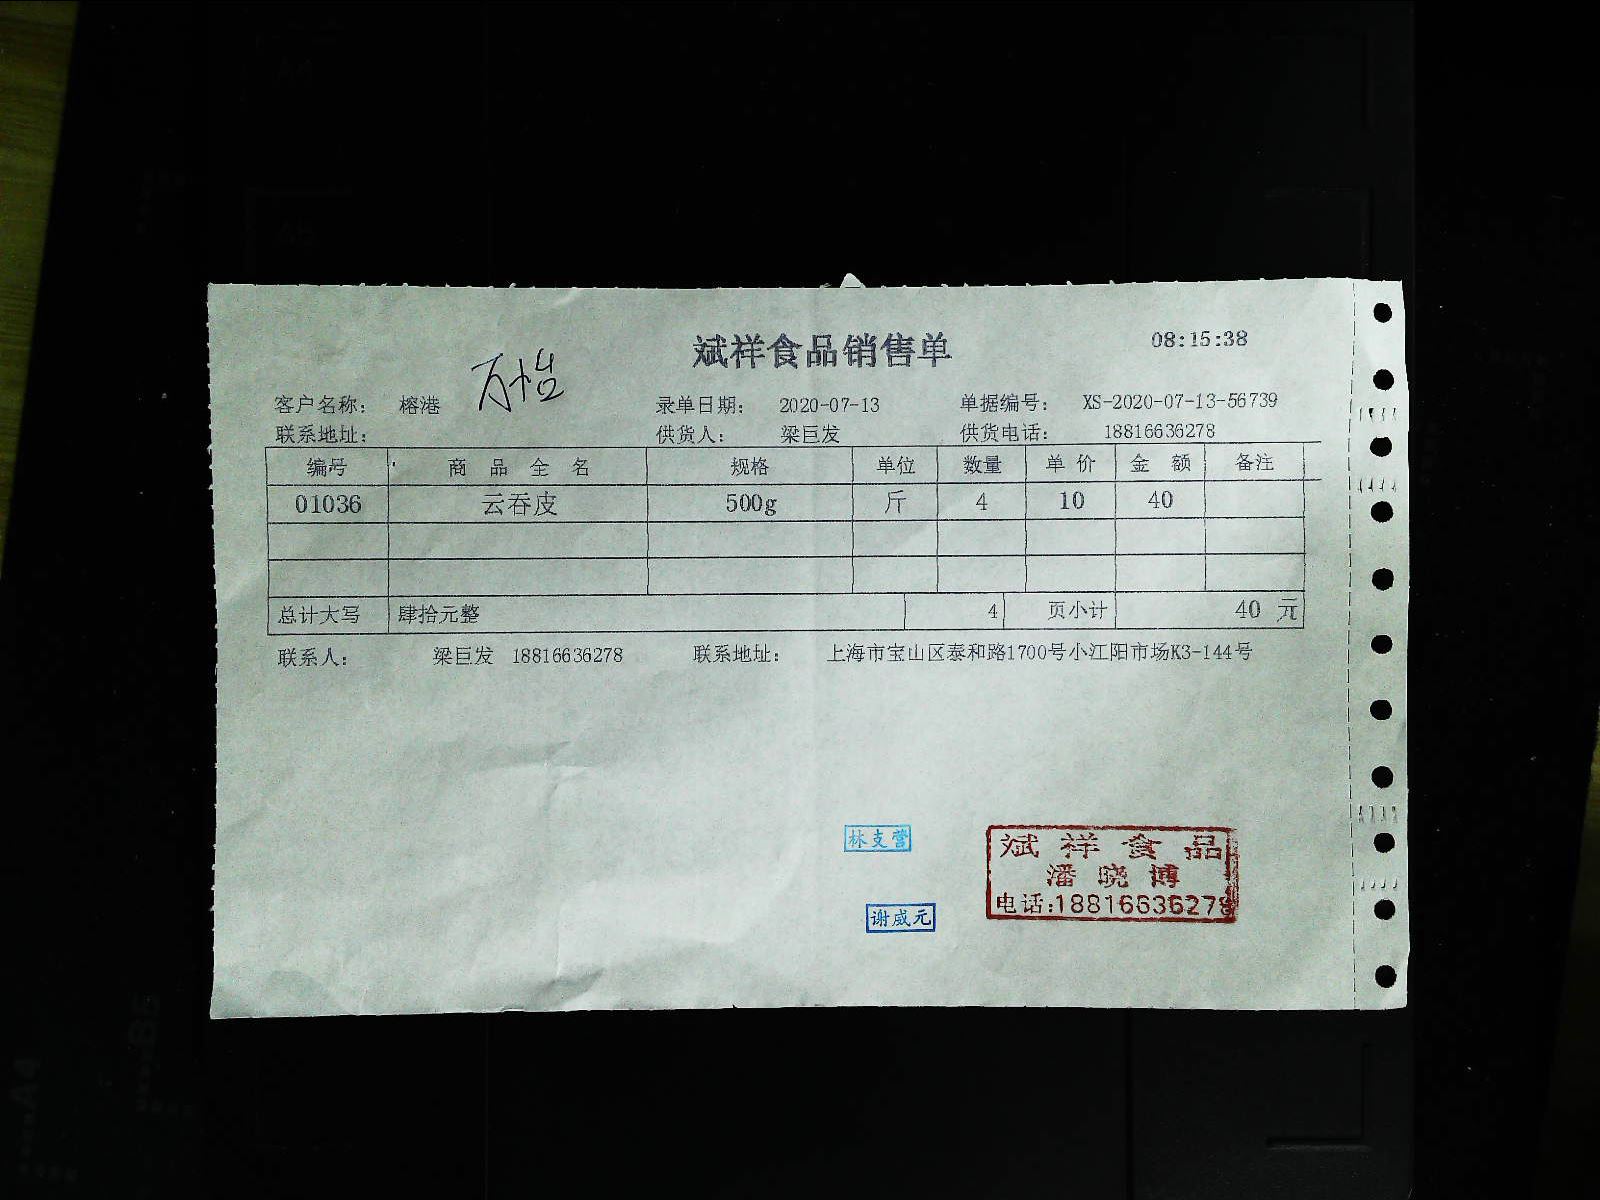 斌祥食品销售单
08:15:38
万怡
客户名称： 榕港 录单日期： 2020-07-13 单据编号： XS-2020-07-13-56739
联系地址： 供货人： 梁巨发 供货电话： 18816636278
编号 商品全名 规格 单位 数量 单价 金额 备注
01036 云吞皮 500g 斤 4 10 40
总计大写 肆拾元整 4 页小计 40 元
联系人： 梁巨发 18816636278 联系地址： 上海市宝山区泰和路1700号小江阳市场K3-144号
林支营
斌祥食品
潘晓博
电话:18816636278
谢威元
A4